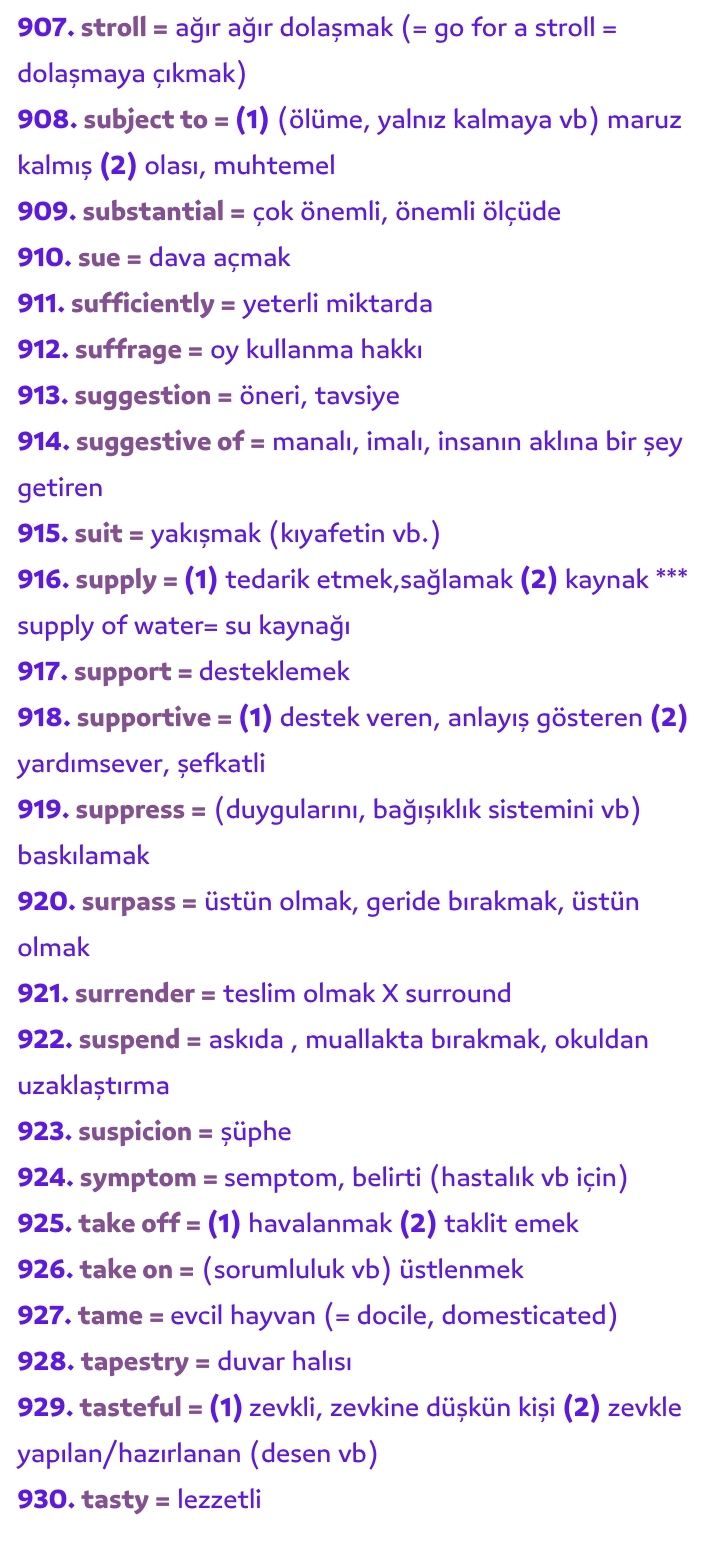 907. stroll = ağır ağır dolaşmak (= go for a stroll =
dolaşmaya çıkmak)
908. subject to = (1) (ölüme, yalnız kalmaya vb) maruz
kalmış (2) olası, muhtemel
909. substantial = çok önemli, önemli ölçüde
910. sue = dava açmak
911. sufficiently = yeterli miktarda
912. suffrage = oy kullanma hakkı
913. suggestion = öneri, tavsiye
914. suggestive of = manalı, imalı, insanın aklına bir şey
getiren
915. suit = yakışmak (kıyafetin vb.)
916. supply = (1) tedarik etmek,sağlamak (2) kaynak ***
supply of water= su kaynağı
917. support = desteklemek
918. supportive = (1) destek veren, anlayış gösteren (2)
yardımsever, şefkatli
919. suppress = (duygularını, bağışıklık sistemini vb)
baskılamak
920. surpass = üstün olmak, geride bırakmak, üstün
olmak
921. surrender = teslim olmak X surround
922. suspend = askıda , muallakta bırakmak, okuldan
uzaklaştırma
923. suspicion = şüphe
924. symptom = semptom, belirti (hastalık vb için)
925. take off = (1) havalanmak (2) taklit emek
926. take on = (sorumluluk vb) üstlenmek
927. tame = evcil hayvan (= docile, domesticated)
928. tapestry = duvar halısı
929. tasteful = (1) zevkli, zevkine düşkün kişi (2) zevkle
yapılan/hazırlanan (desen vb)
930. tasty = lezzetli